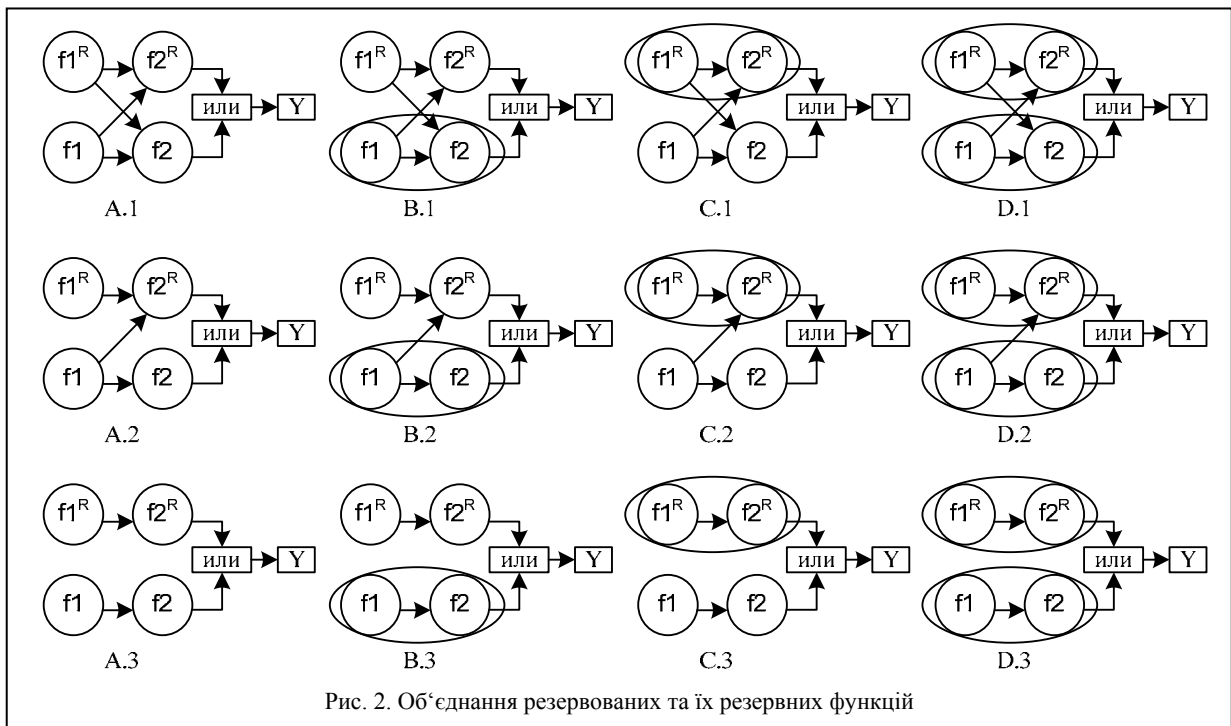 f1R f2R f1R f2R f1R f2R f1R f2R
или Y или Y или Y или Y
f1 f2 f1 f2 f1 f2 f1 f2
A.1 B.1 C.1 D.1
f1R f2R f1R f2R f1R f2R f1R f2R
или Y или Y или Y или Y
f1 f2 f1 f2 f1 f2 f1 f2
A.2 B.2 C.2 D.2
f1R f2R f1R f2R f1R f2R f1R f2R
или Y или Y или Y или Y
f1 f2 f1 f2 f1 f2 f1 f2
A.3 B.3 C.3 D.3
Рис. 2. Об‘єднання резервованих та їх резервних функцій